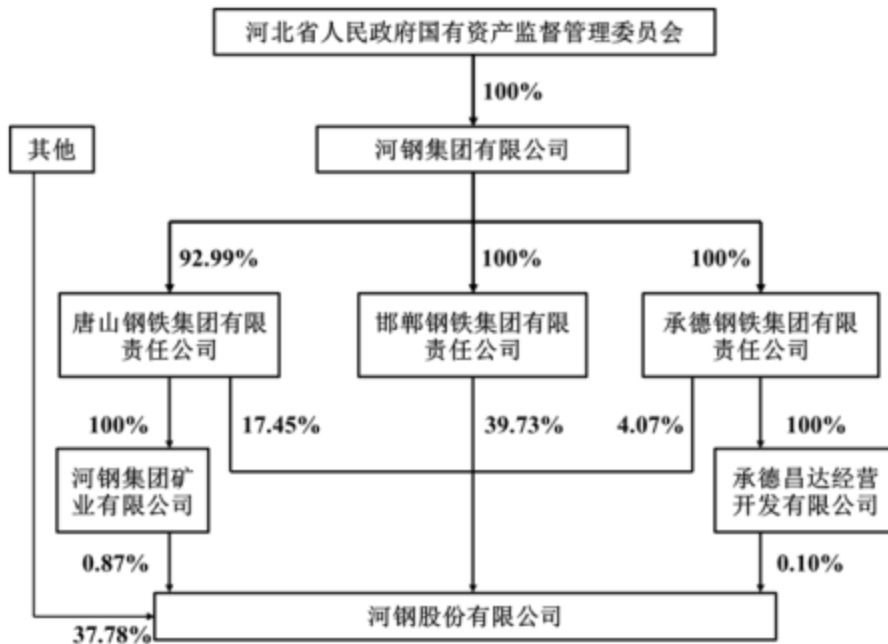 河北省人民政府国有资产监督管理委员会
100%
其他
河钢集团有限公司
92.99%
100%
100%
唐山钢铁集团有限
责任公司
邯郸钢铁集团有限
责任公司
承德钢铁集团有限
责任公司
100%
17.45%
39.73%
4.07%
100%
河钢集团矿
业有限公司
承德昌达经营
开发有限公司
0.87%
0.10%
河钢股份有限公司
37.78%